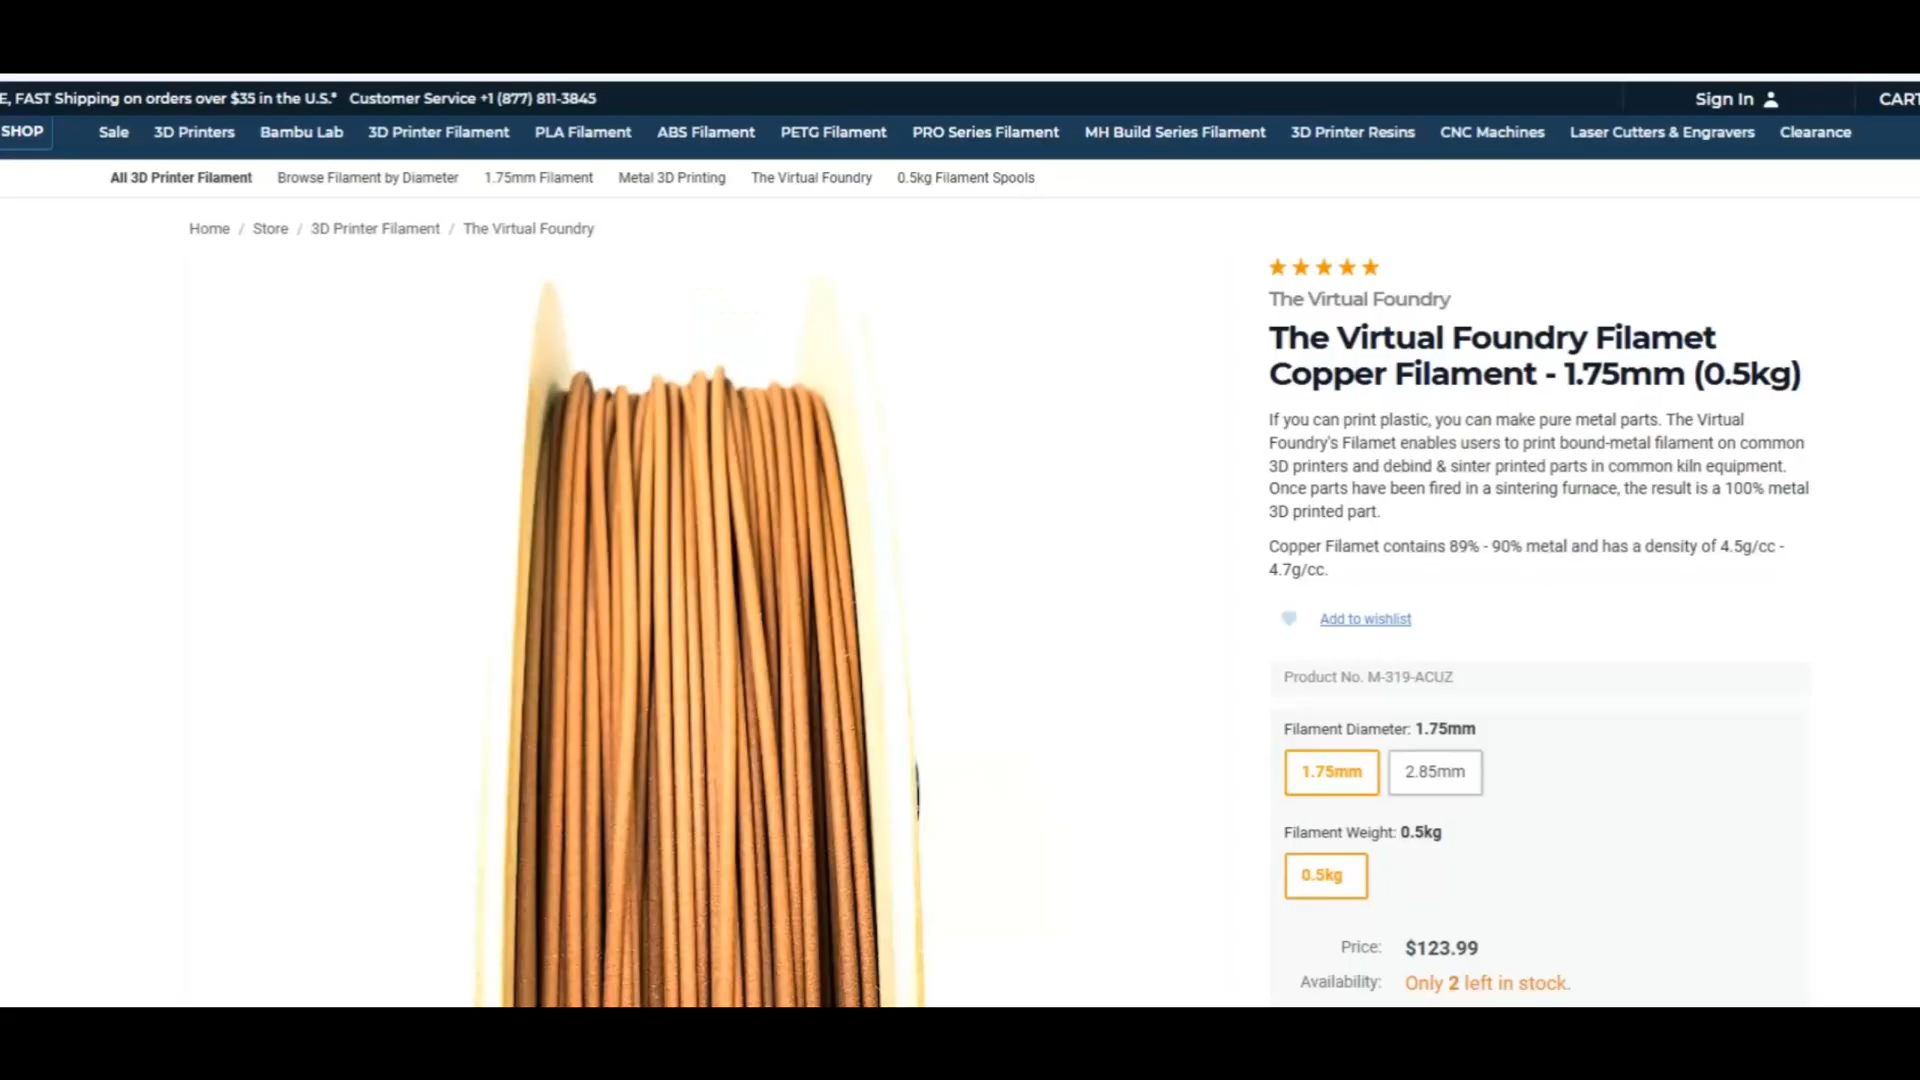 E, FAST Shipping on orders over $35 in the U.S.* Customer Service +1 (877) 811-3845
Sign In
CART
SHOP
Sale 3D Printers Bambu Lab 3D Printer Filament PLA Filament ABS Filament PETG Filament PRO Series Filament MH Build Series Filament 3D Printer Resins CNC Machines Laser Cutters & Engravers Clearance
All 3D Printer Filament Browse Filament by Diameter 1.75mm Filament Metal 3D Printing The Virtual Foundry 0.5kg Filament Spools
Home / Store / 3D Printer Filament / The Virtual Foundry
The Virtual Foundry
The Virtual Foundry Filamet
Copper Filament - 1.75mm (0.5kg)
If you can print plastic, you can make pure metal parts. The Virtual
Foundry's Filamet enables users to print bound-metal filament on common
3D printers and debind & sinter printed parts in common kiln equipment.
Once parts have been fired in a sintering furnace, the result is a 100% metal
3D printed part.
Copper Filamet contains 89% - 90% metal and has a density of 4.5g/cc -
4.7g/cc.
Add to wishlist
Product No. M-319-ACUZ
Filament Diameter: 1.75mm
1.75mm 2.85mm
Filament Weight: 0.5kg
0.5kg
Price: $123.99
Availability: Only 2 left in stock.